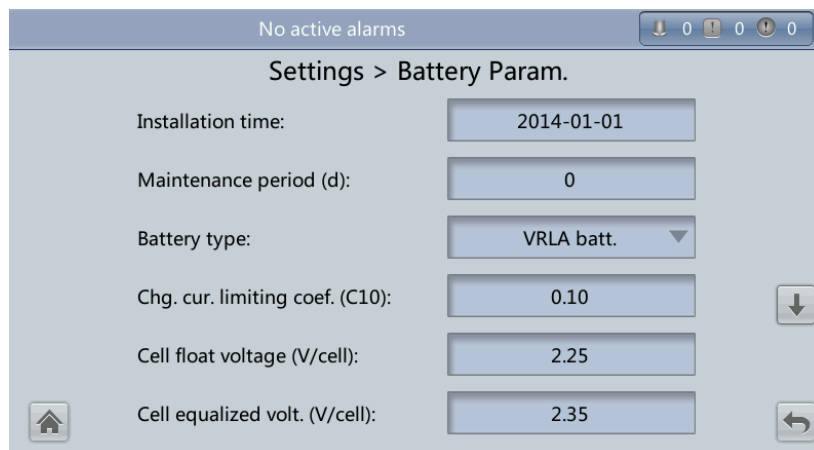 No active alarms 0 0 0
Settings > Battery Param.
Installation time: 2014-01-01
Maintenance period (d): 0
Battery type: VRLA batt.
Chg. cur. limiting coef. (C10): 0.10
Cell float voltage (V/cell): 2.25
Cell equalized volt. (V/cell): 2.35